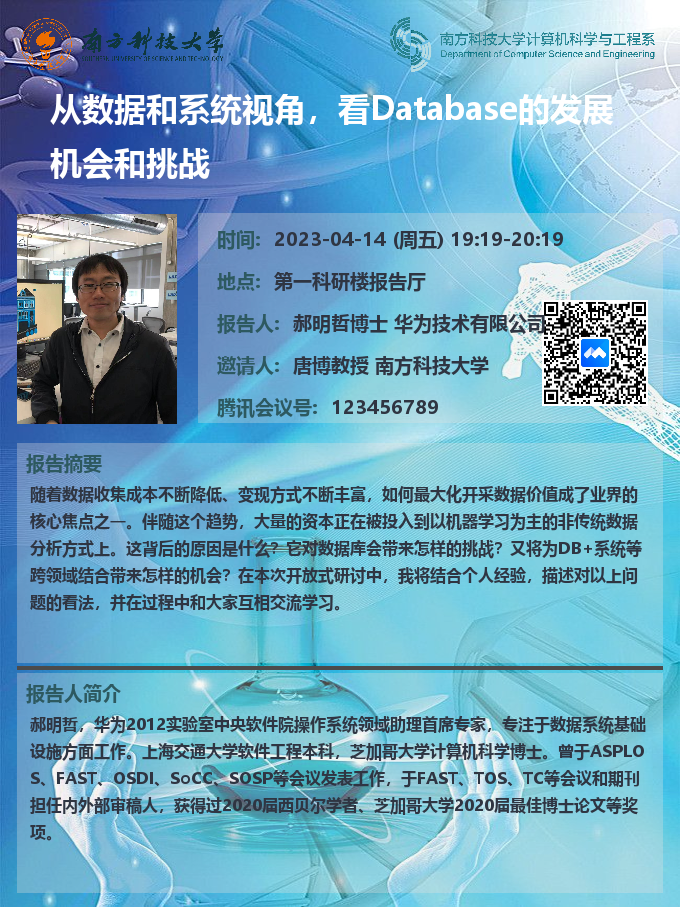 南方科技大学
SOUTHERN UNIVERSITY OF SCIENCE AND TECHNOLOGY
南方科技大学计算机科学与工程系
Department of Computer Science and Engineering
从数据和系统视角，看Database的发展
机会和挑战
时间: 2023-04-14 (周五) 19:19-20:19
地点: 第一科研楼报告厅
报告人: 郝明哲博士 华为技术有限公司
邀请人: 唐博教授 南方科技大学
腾讯会议号: 123456789
报告摘要
随着数据收集成本不断降低、变现方式不断丰富，如何最大化开采数据价值成了业界的
核心焦点之一。伴随这个趋势，大量的资本正在被投入到以机器学习为主的非传统数据
分析方式上。这背后的原因是什么？它对数据库会带来怎样的挑战？又将为DB+系统等
跨领域结合带来怎样的机会？在本次开放式研讨中，我将结合个人经验，描述对以上问
题的看法，并在过程中和大家互相交流学习。
报告人简介
郝明哲，华为2012实验室中央软件院操作系统领域助理首席专家，专注于数据系统基础
设施方面工作。上海交通大学软件工程本科，芝加哥大学计算机科学博士。曾于ASPLO
S、FAST、OSDI、SoCC、SOSP等会议发表工作，于FAST、TOS、TC等会议和期刊
担任内外部审稿人，获得过2020届西贝尔学者、芝加哥大学2020届最佳博士论文等奖
项。